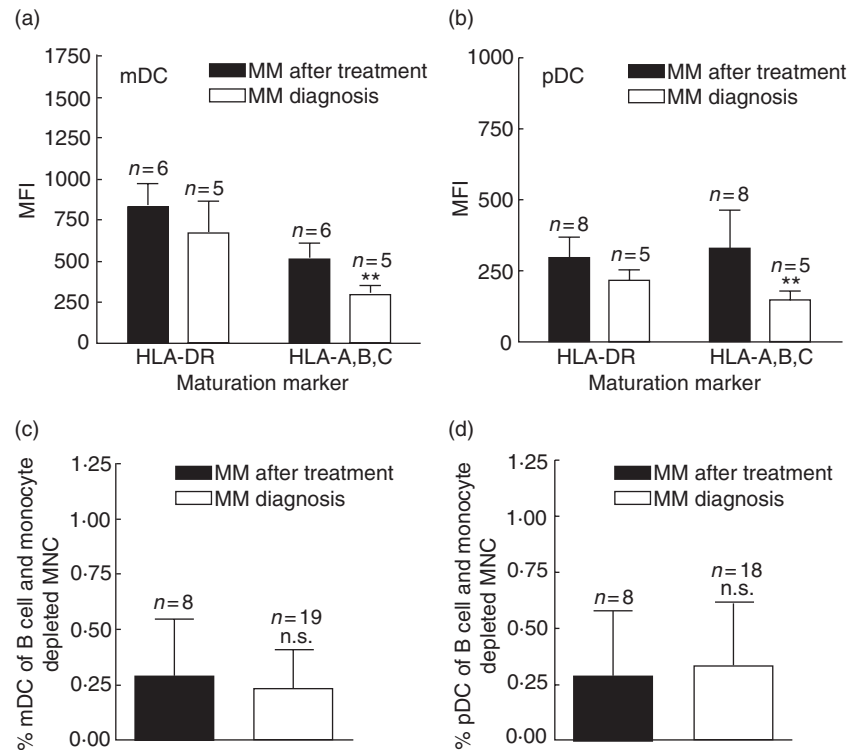 (a)
1750
1500
1250
1000
750
500
250
0
MFI
mDC
MM after treatment
MM diagnosis
n=6
n=5
n=6
n=5
**
HLA-DR
HLA-A,B,C
Maturation marker
(b)
1000
750
500
250
0
MFI
pDC
MM after treatment
MM diagnosis
n=8
n=5
n=8
n=5
**
HLA-DR
HLA-A,B,C
Maturation marker
(c)
% mDC of B cell and monocyte
depleted MNC
1·25
1·00
0·75
0·50
0·25
0·00
MM after treatment
MM diagnosis
n=8
n=19
n.s.
(d)
% pDC of B cell and monocyte
depleted MNC
1·25
1·00
0·75
0·50
0·25
0·00
MM after treatment
MM diagnosis
n=8
n=18
n.s.